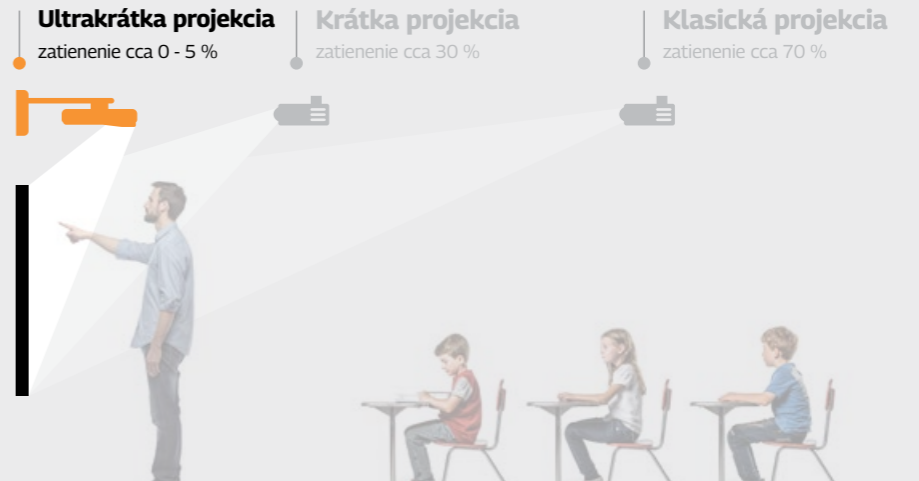 Ultrakrátka projekcia
zatienenie cca 0 - 5 %
Krátka projekcia
zatienenie cca 30 %
Klasická projekcia
zatienenie cca 70 %